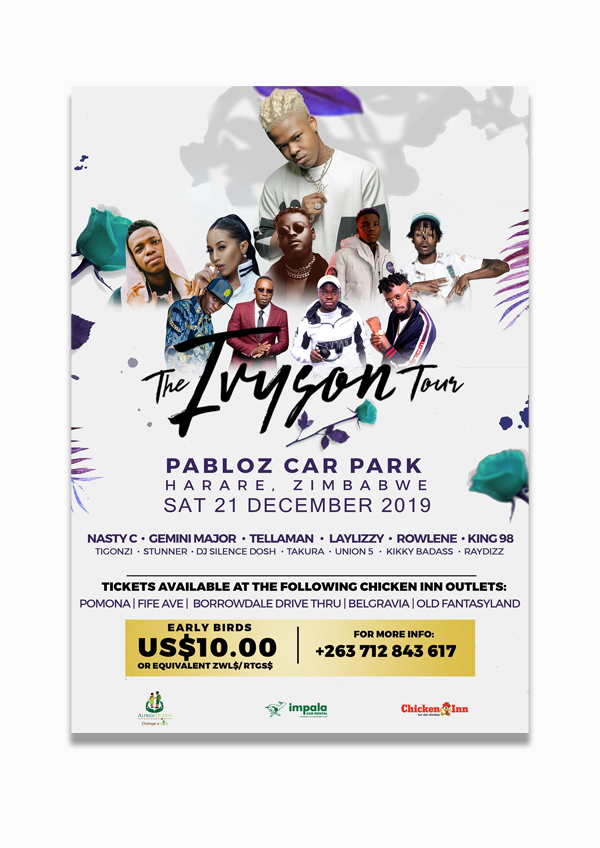 The Ivyson Tour
PABLOZ CAR PARK
HARARE, ZIMBABWE
SAT 21 DECEMBER 2019
NASTY C • GEMINI MAJOR • TELLAMAN • LAYLIZZY • ROWLENE • KING 98
TIGONZI • STUNNER • DJ SILENCE DOSH • TAKURA • UNION 5 • KIKKY BADASS • RAYDIZZ
TICKETS AVAILABLE AT THE FOLLOWING CHICKEN INN OUTLETS:
POMONA | FIFE AVE | BORROWDALE DRIVE THRU | BELGRAVIA | OLD FANTASYLAND
EARLY BIRDS
US$10.00
OR EQUIVALENT ZWL$/ RTGS$
FOR MORE INFO:
+263 712 843 617
impala
CAR RENTAL
Chicken Inn